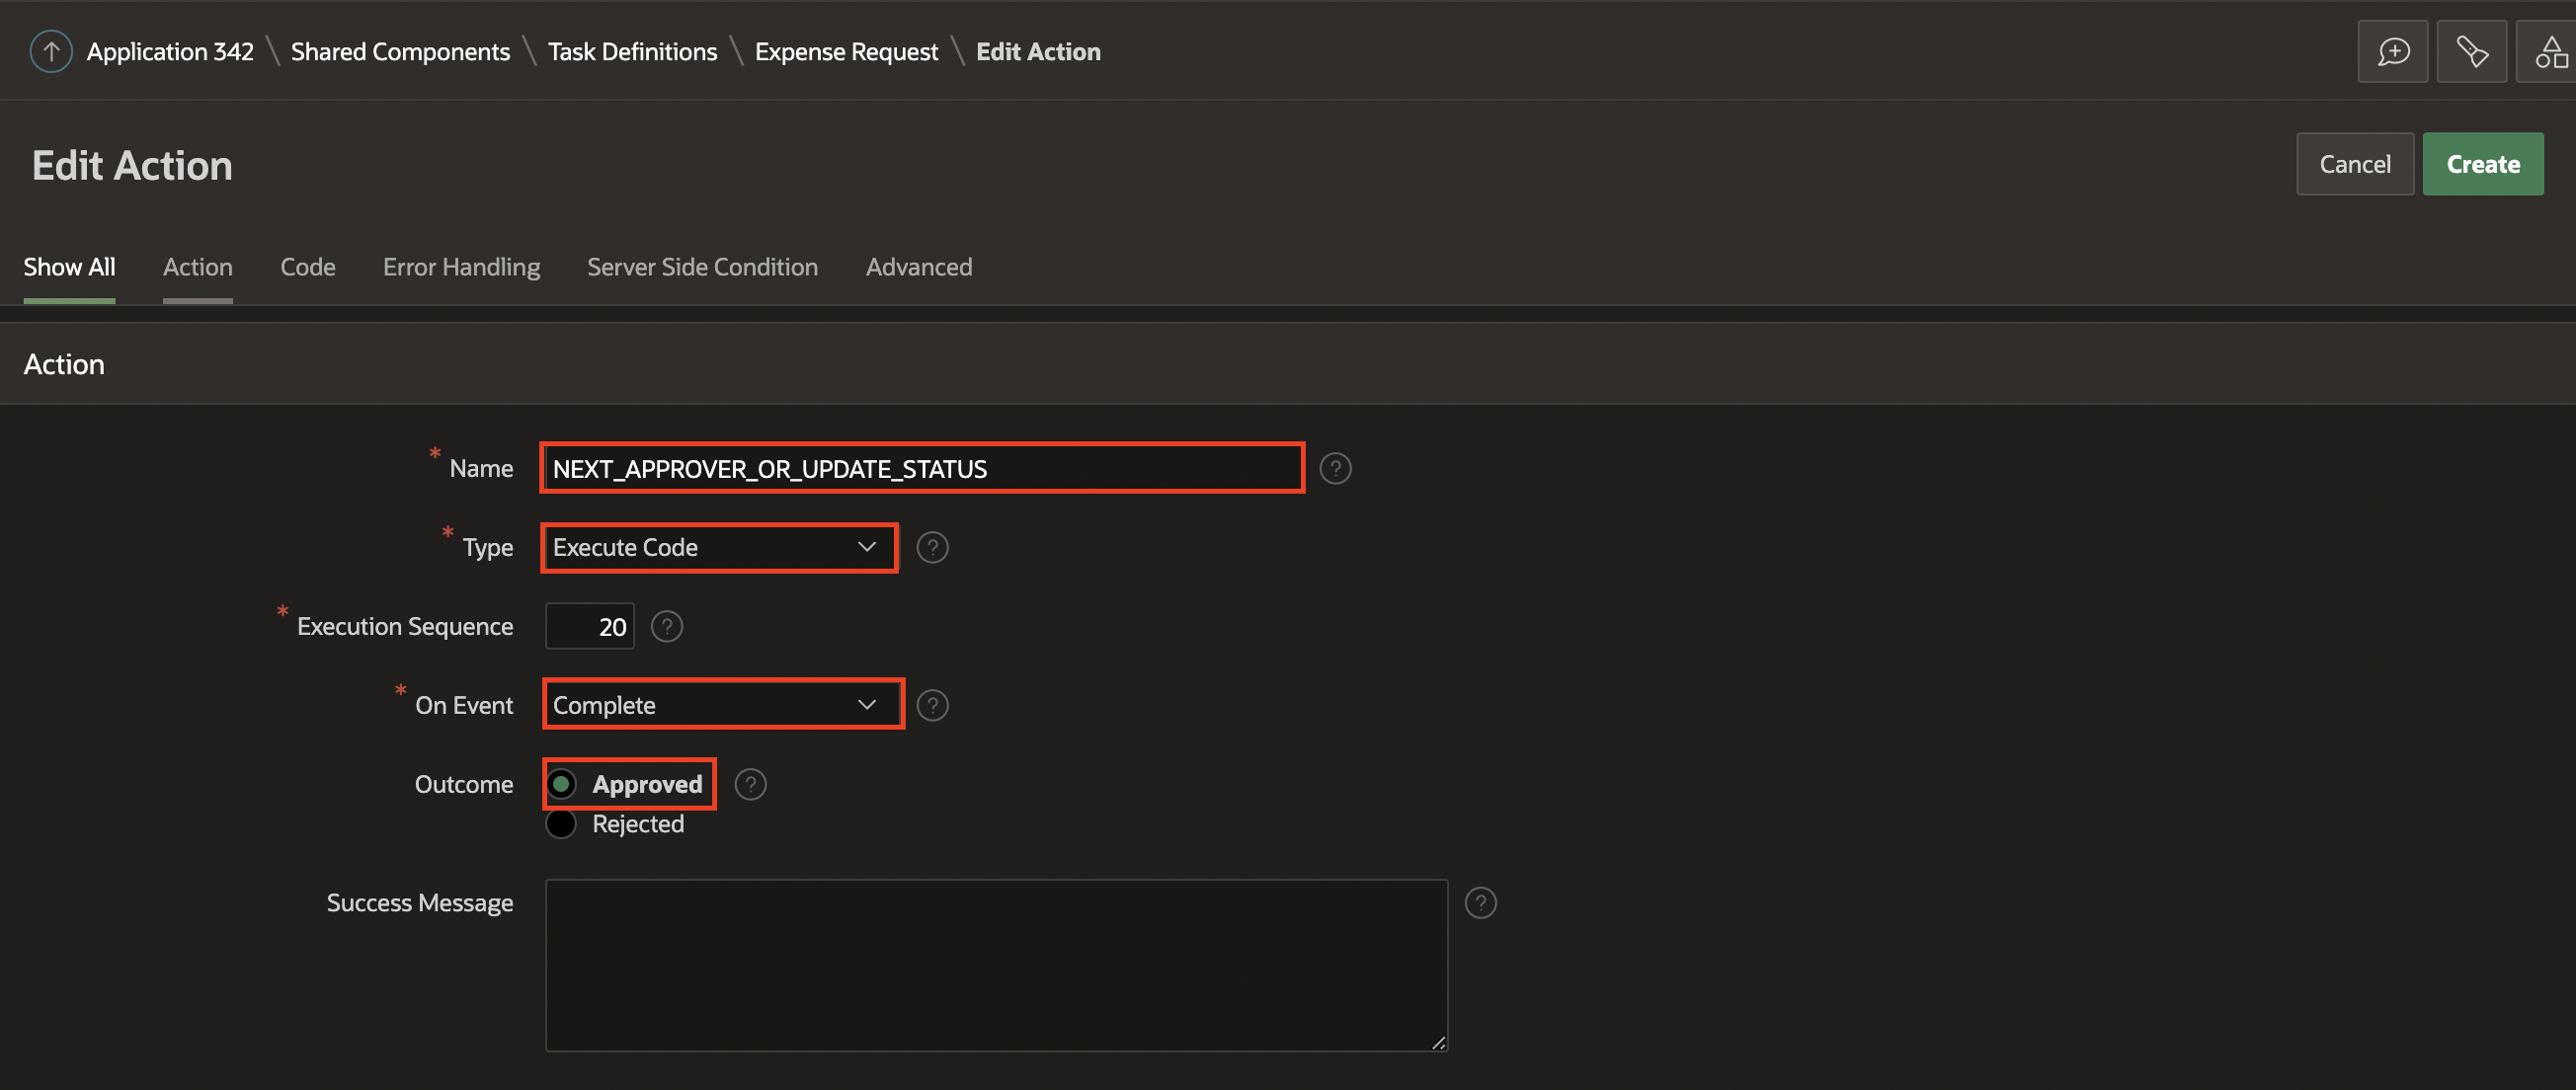 Application 342 \ Shared Components \ Task Definitions \ Expense Request \ Edit Action
Edit Action
Cancel
Create
Show All Action Code Error Handling Server Side Condition Advanced
Action
* Name NEXT_APPROVER_OR_UPDATE_STATUS ?
* Type Execute Code ?
* Execution Sequence 20 ?
* On Event Complete ?
Outcome Approved ?
Rejected
Success Message ?